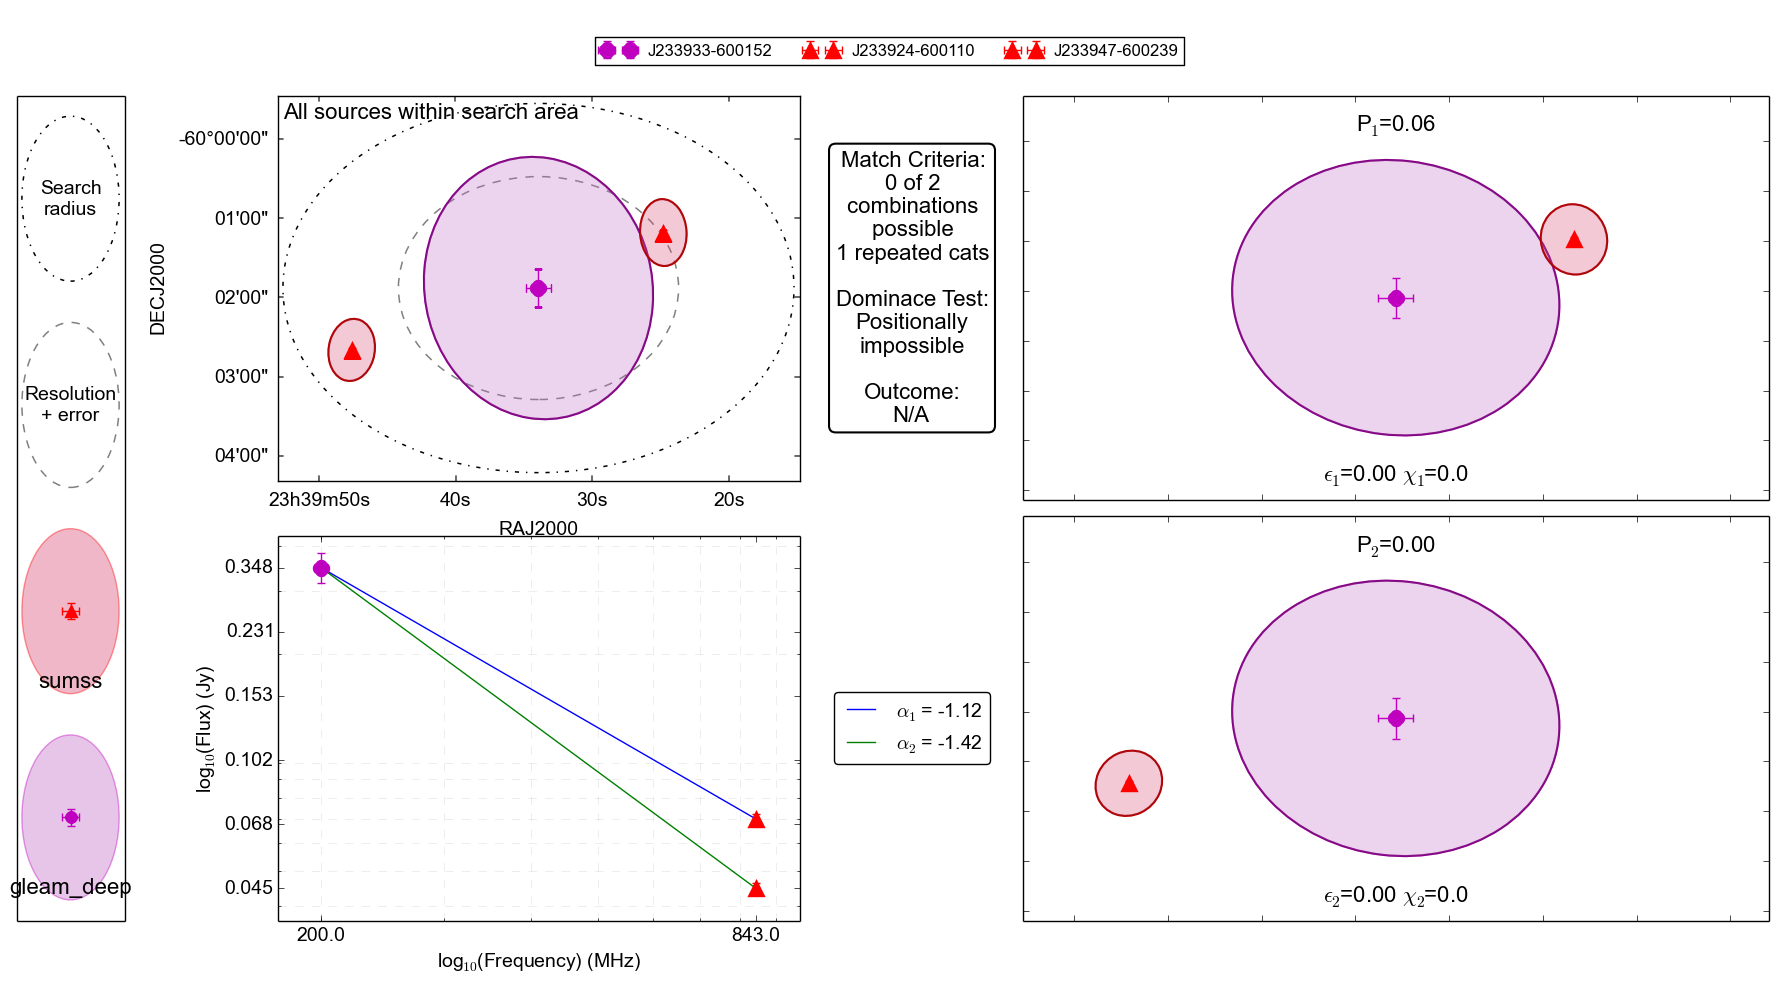 J233933-600152 J233924-600110 J233947-600239
Search
radius
Resolution
+ error
sumss
gleam_deep
All sources within search area
DECJ2000
-60°00'00"
01'00"
02'00"
03'00"
04'00"
23h39m50s 40s 30s 20s
RAJ2000
Match Criteria:
0 of 2
combinations
possible
1 repeated cats
Dominace Test:
Positionally
impossible
Outcome:
N/A
P1=0.06
ϵ1=0.00 χ1=0.0
log10(Flux) (Jy)
0.348
0.231
0.153
0.102
0.068
0.045
200.0 843.0
log10(Frequency) (MHz)
α1 = -1.12
α2 = -1.42
P2=0.00
ϵ2=0.00 χ2=0.0